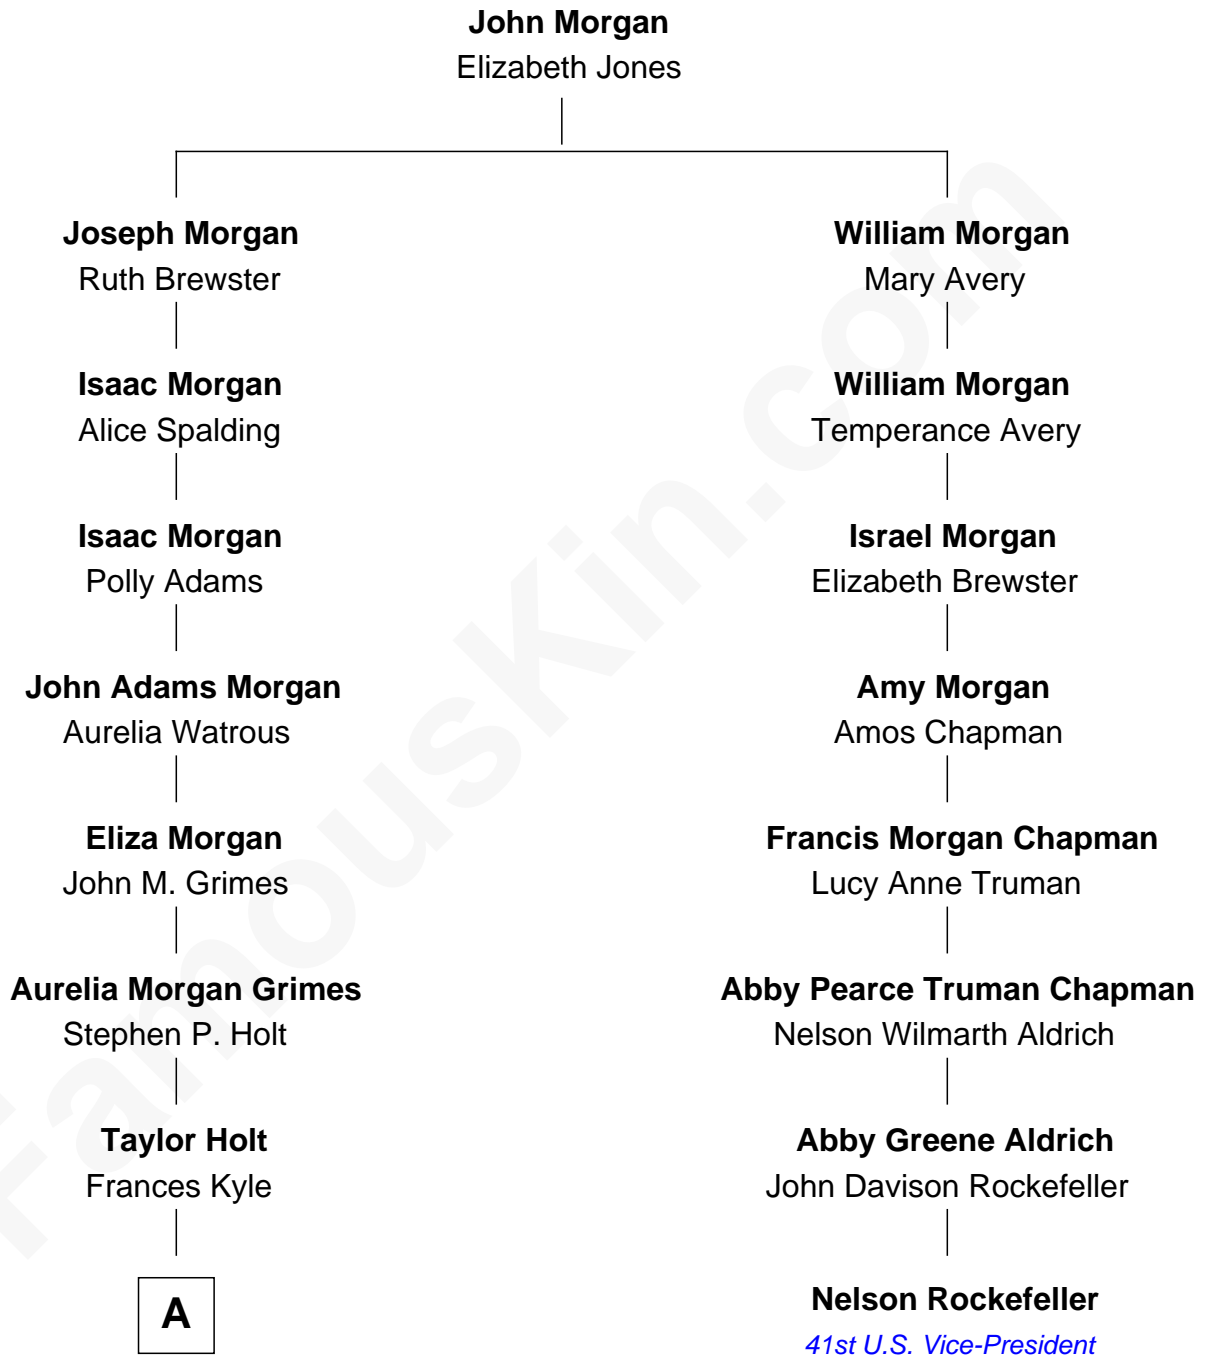 John Morgan
Elizabeth Jones
Joseph Morgan
Ruth Brewster
William Morgan
Mary Avery
Isaac Morgan
Alice Spalding
William Morgan
Temperance Avery
Isaac Morgan
Polly Adams
Israel Morgan
Elizabeth Brewster
John Adams Morgan
Aurelia Watrous
Amy Morgan
Amos Chapman
Eliza Morgan
John M. Grimes
Francis Morgan Chapman
Lucy Anne Truman
Aurelia Morgan Grimes
Stephen P. Holt
Abby Pearce Truman Chapman
Nelson Wilmarth Aldrich
Taylor Holt
Frances Kyle
Abby Greene Aldrich
John Davison Rockefeller
A
Nelson Rockefeller
41st U.S. Vice-President
FamousKin.com